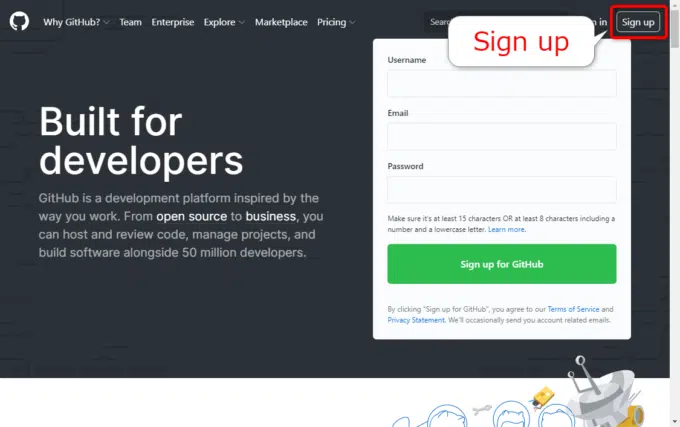 Why GitHub? Team Enterprise Explore Marketplace Pricing Sign up
Sign up
Username
Email
Password
Built for
developers
GitHub is a development platform inspired by the
way you work. From open source to business, you
can host and review code, manage projects, and
build software alongside 50 million developers.
Make sure it's at least 15 characters OR at least 8 characters including a
number and a lowercase letter. Learn more.
Sign up for GitHub
By clicking "Sign up for GitHub", you agree to our Terms of Service and
Privacy Statement. We'll occasionally send you account related emails.